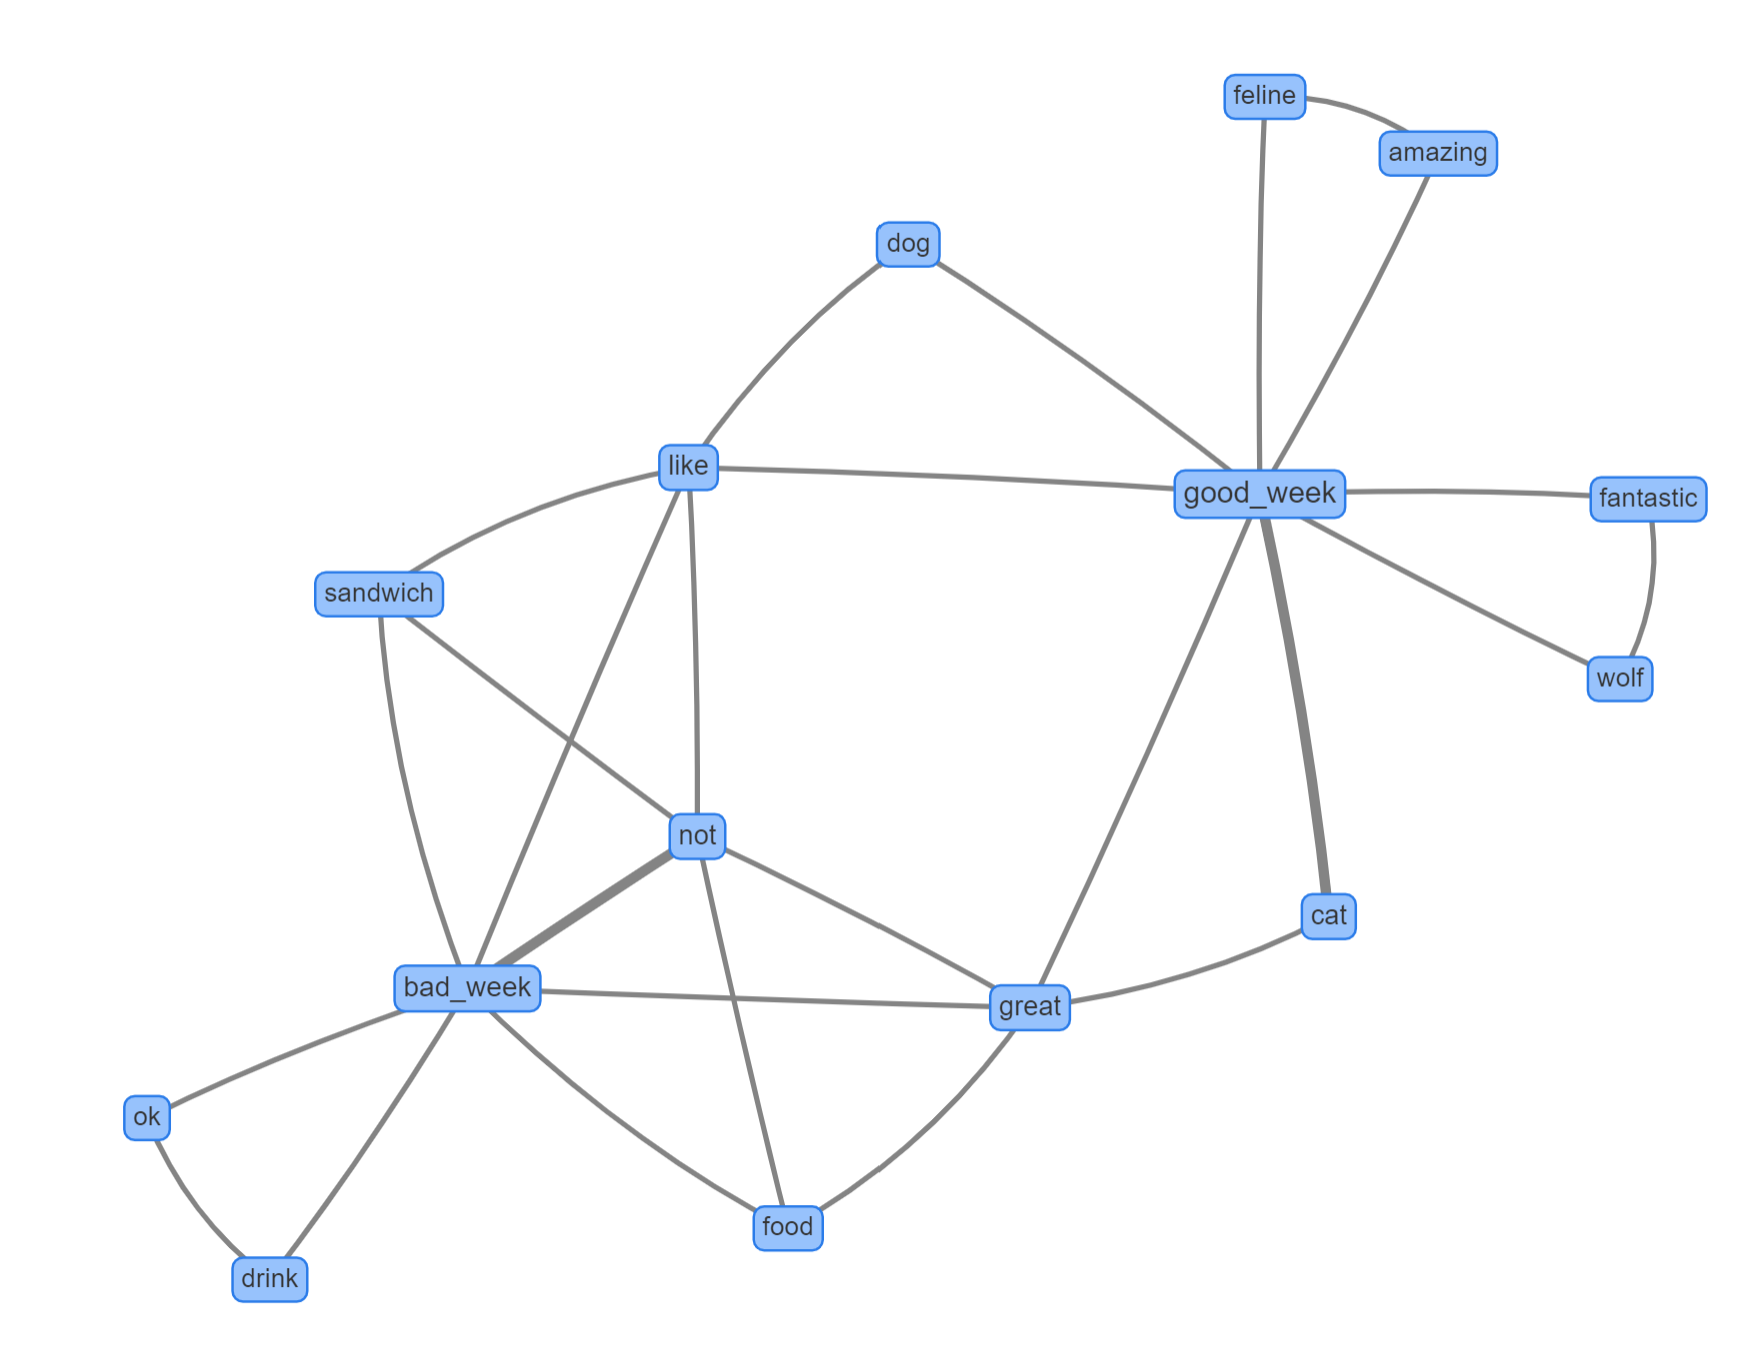 feline
amazing
dog
like
good_week
fantastic
sandwich
wolf
not
cat
bad_week
great
ok
food
drink